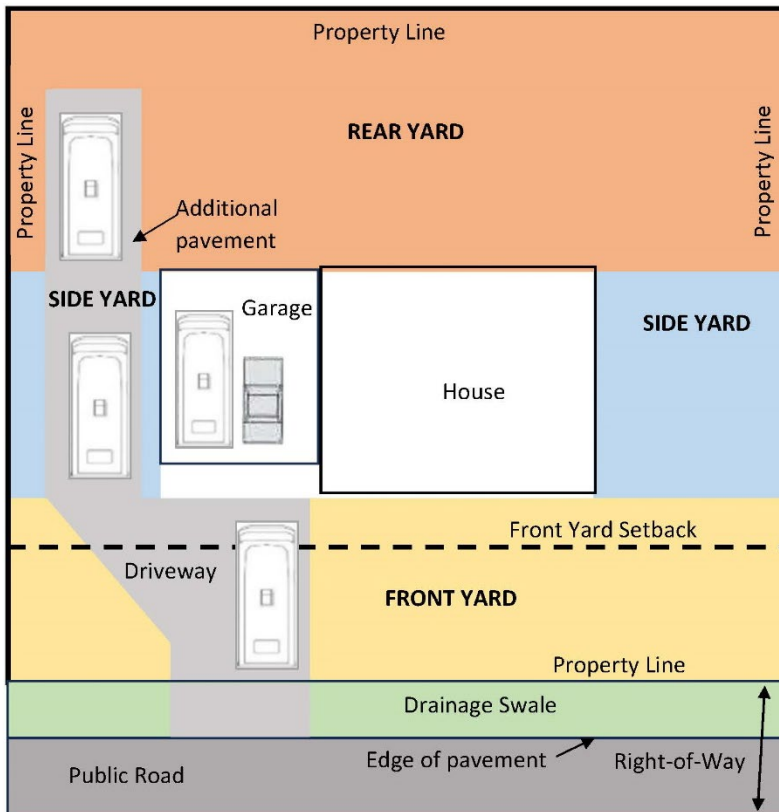 Property Line
Property Line
REAR YARD
Property Line
Additional
pavement
SIDE YARD
Garage
SIDE YARD
House
Front Yard Setback
Driveway
FRONT YARD
Property Line
Drainage Swale
Edge of pavement
Right-of-Way
Public Road